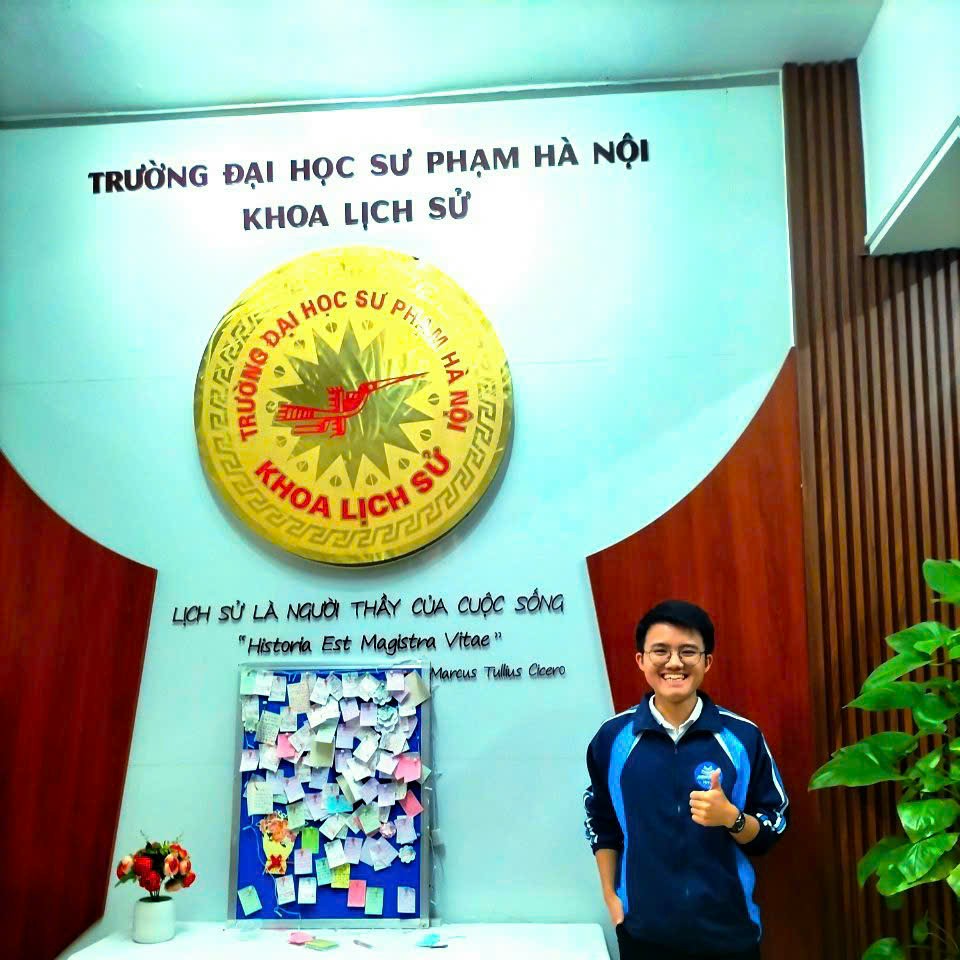 TRƯỜNG ĐẠI HỌC SƯ PHẠM HÀ NỘI
KHOA LỊCH SỬ
TRƯỜNG ĐẠI HỌC SƯ PHẠM HÀ NỘI
KHOA LỊCH SỬ
LỊCH SỬ LÀ NGƯỜI THẦY CỦA CUỘC SỐNG
"Historia Est Magistra Vitae"
Marcus Tullius Cicero